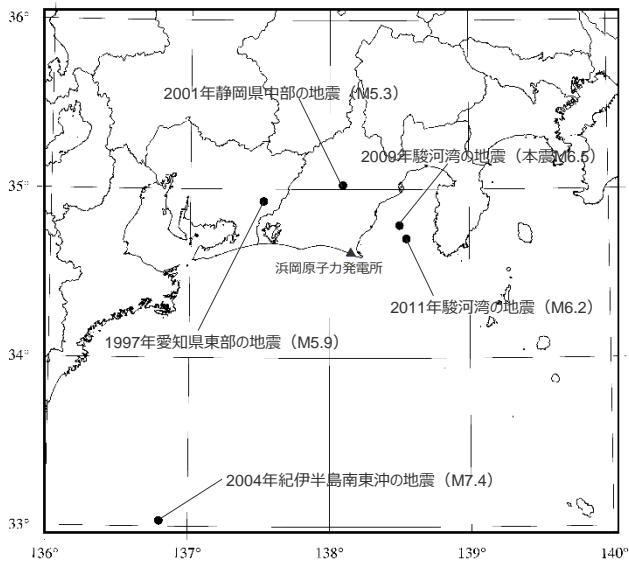 36°
2001年静岡県中部の地震（M5.3）
2009年駿河湾の地震（本震M6.5）
35°
浜岡原子力発電所
2011年駿河湾の地震（M6.2）
1997年愛知県東部の地震（M5.9）
34°
2004年紀伊半島南東沖の地震（M7.4）
33°
136° 137° 138° 139° 140°